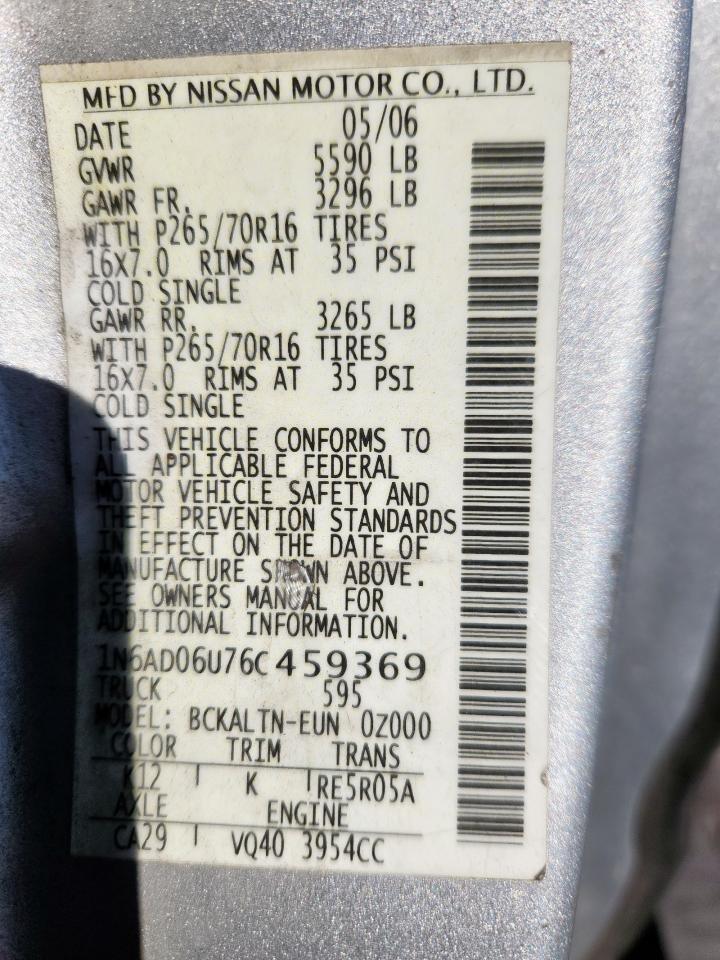 MFD BY NISSAN MOTOR CO., LTD.
DATE 05/06
GVWR 5590 LB
GAWR FR. 3296 LB
WITH P265/70R16 TIRES
16X7.0 RIMS AT 35 PSI
COLD SINGLE
GAWR RR. 3265 LB
WITH P265/70R16 TIRES
16X7.0 RIMS AT 35 PSI
COLD SINGLE
THIS VEHICLE CONFORMS TO
ALL APPLICABLE FEDERAL
MOTOR VEHICLE SAFETY AND
THEFT PREVENTION STANDARDS
IN EFFECT ON THE DATE OF
MANUFACTURE SHOWN ABOVE.
SEE OWNERS MANUAL FOR
ADDITIONAL INFORMATION.
1N6AD06U76C459369
TRUCK 595
MODEL: BCKALTN-EUN 0Z000
COLOR TRIM TRANS
K12 K RE5R05A
AXLE ENGINE
CA29 VQ40 3954CC